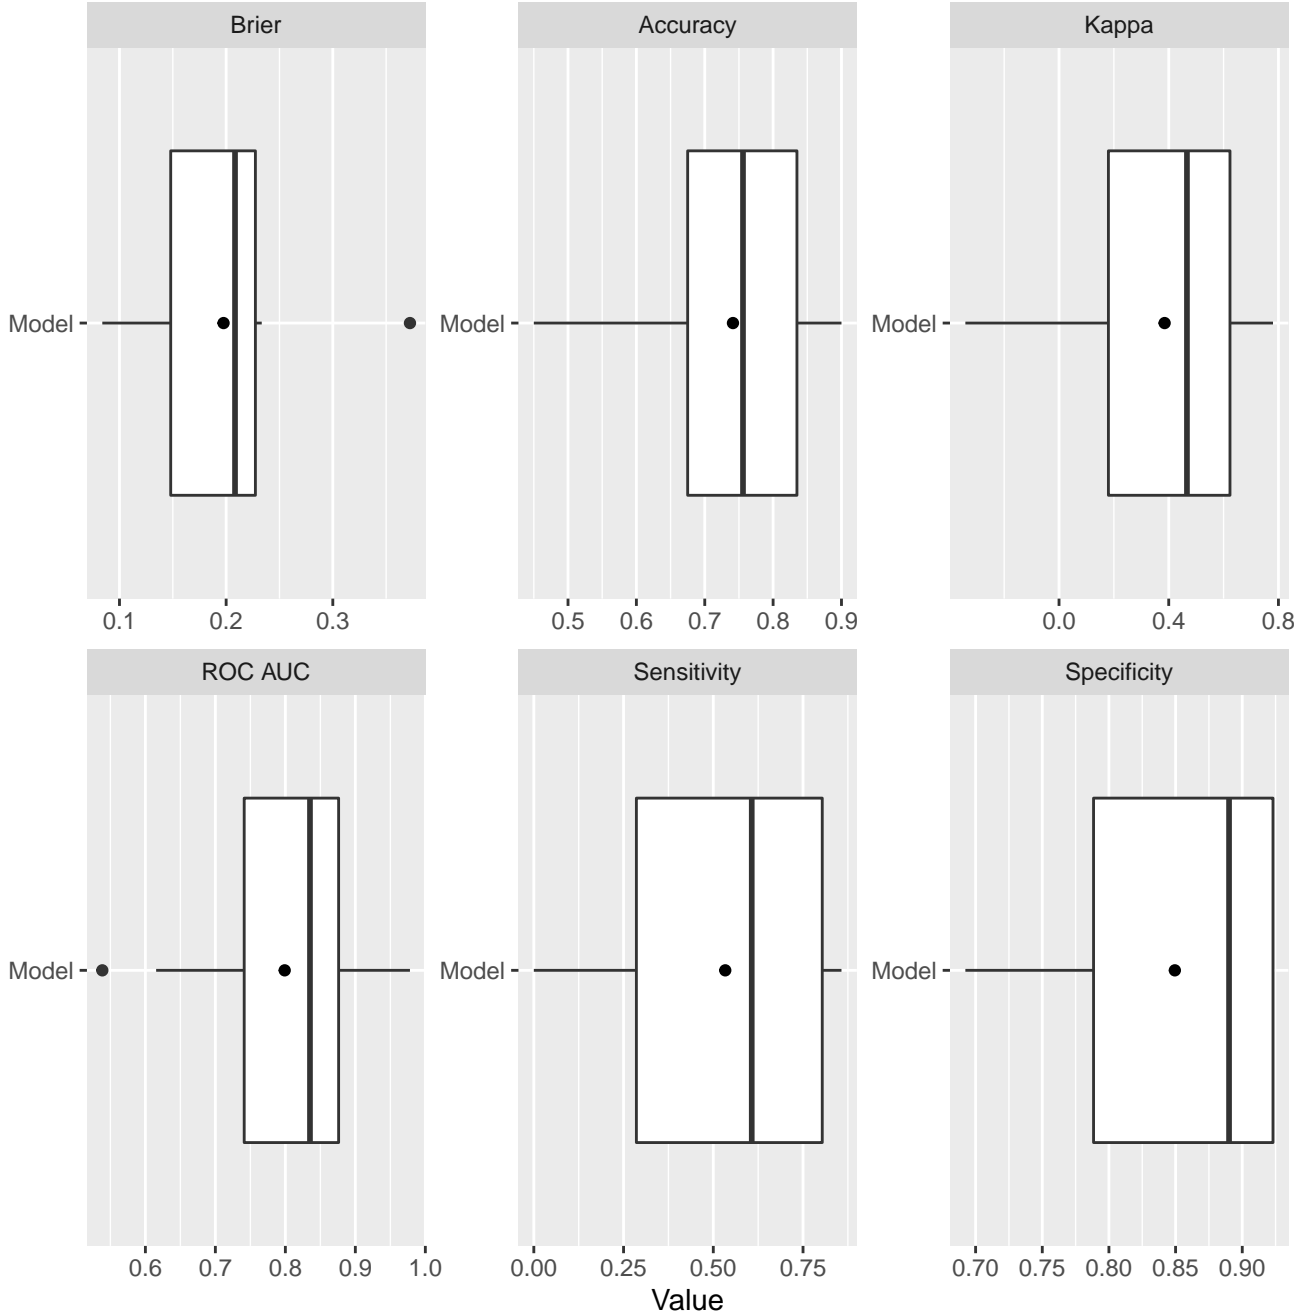 Brier Accuracy Kappa
Model Model Model
0.1 0.2 0.3 0.5 0.6 0.7 0.8 0.9 0.0 0.4 0.8
ROC AUC Sensitivity Specificity
Model Model Model
0.6 0.7 0.8 0.9 1.0 0.00 0.25 0.50 0.75 0.70 0.75 0.80 0.85 0.90
Value